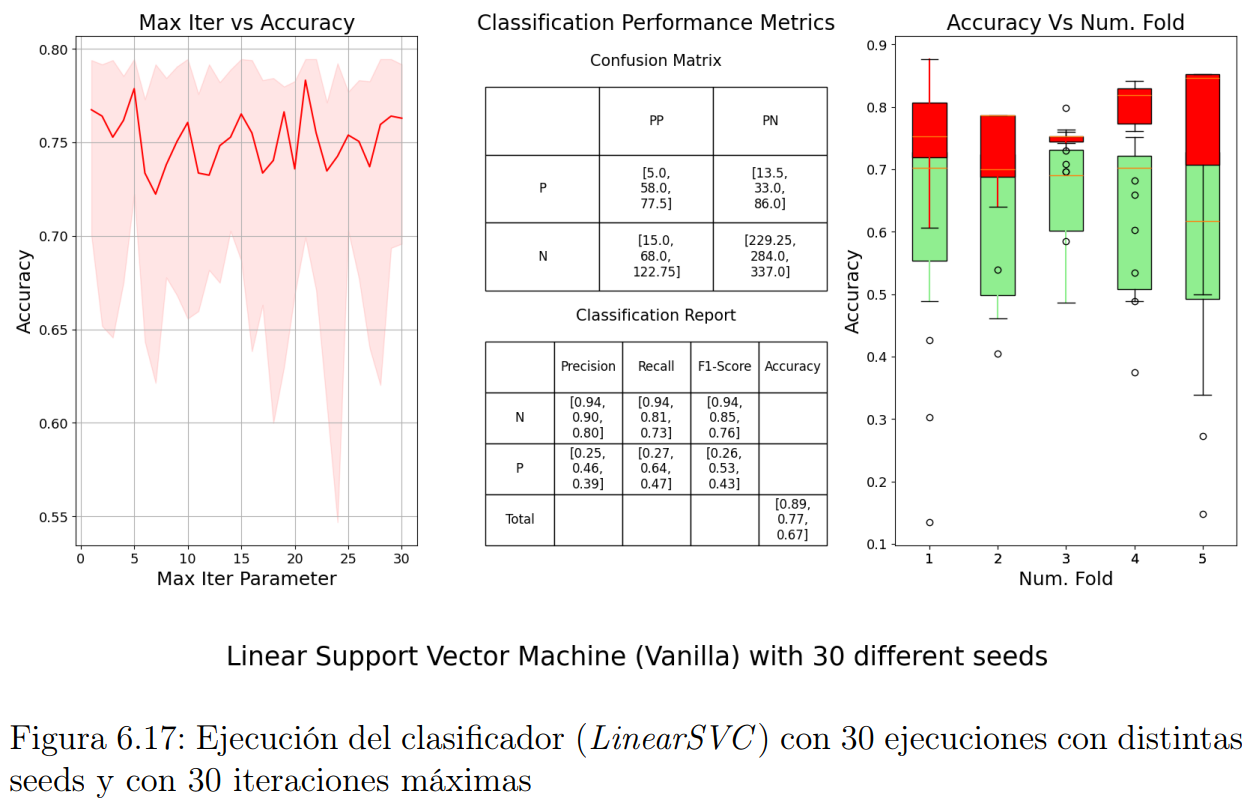 Max Iter vs Accuracy
Accuracy
0.80
0.75
0.70
0.65
0.60
0.55
0 5 10 15 20 25 30
Max Iter Parameter
Classification Performance Metrics
Confusion Matrix
PP PN
P [5.0, 58.0, 77.5] [13.5, 33.0, 86.0]
N [15.0, 68.0, 122.75] [229.25, 284.0, 337.0]
Classification Report
Precision Recall F1-Score Accuracy
N [0.94, 0.90, 0.80] [0.94, 0.81, 0.73] [0.94, 0.85, 0.76]
P [0.25, 0.46, 0.39] [0.27, 0.64, 0.47] [0.26, 0.53, 0.43]
Total [0.89, 0.77, 0.67]
Accuracy Vs Num. Fold
Accuracy
0.9
0.8
0.7
0.6
0.5
0.4
0.3
0.2
0.1
1 2 3 4 5
Num. Fold
Linear Support Vector Machine (Vanilla) with 30 different seeds
Figura 6.17: Ejecución del clasificador (LinearSVC) con 30 ejecuciones con distintas
seeds y con 30 iteraciones máximas